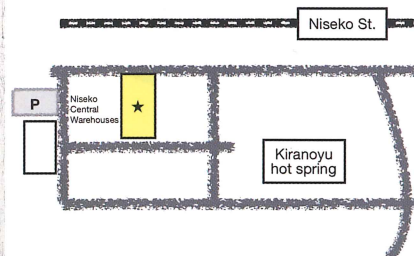 Niseko St.
P
Niseko
Central
Warehouses
★
Kiranoyu
hot spring